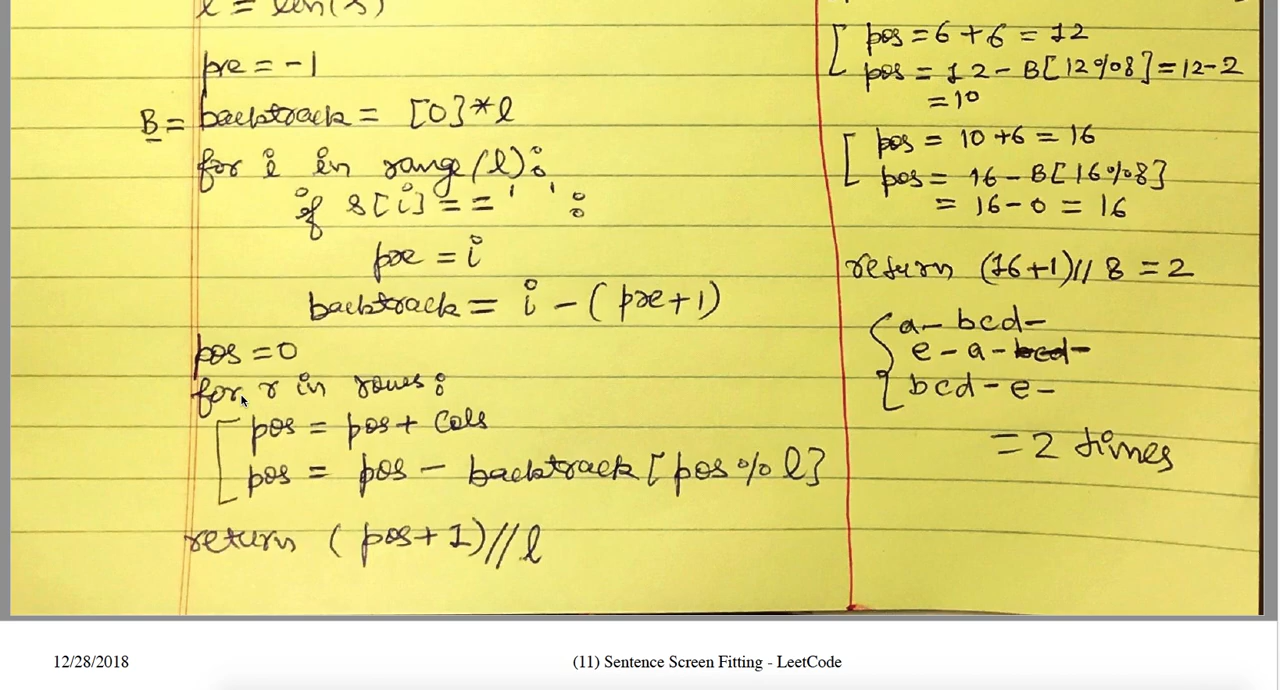 l = len(s)
pre = -1
B = backtrack = [0]*l
for i in range(l):
if s[i] == ' ':
pre = i
backtrack = i - (pre+1)
pos = 0
for r in rows:
pos = pos + cols
pos = pos - backtrack[pos % l]
return (pos+1)//l
pos = 6 + 6 = 12
pos = 12 - B[12%8] = 12-2
= 10
pos = 10 + 6 = 16
pos = 16 - B[16%8]
= 16 - 0 = 16
return (16+1)//8 = 2
a- bcd-
e-a-bcd-
bcd-e-
= 2 times
12/28/2018
(11) Sentence Screen Fitting - LeetCode